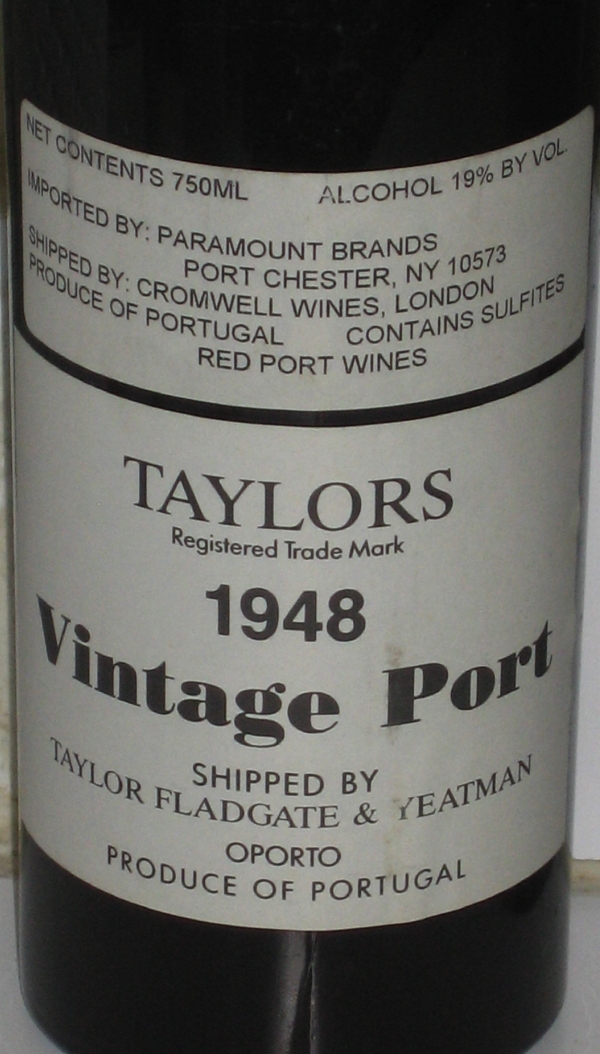 NET CONTENTS 750ML ALCOHOL 19% BY VOL.
IMPORTED BY: PARAMOUNT BRANDS
PORT CHESTER, NY 10573
SHIPPED BY: CROMWELL WINES, LONDON
PRODUCE OF PORTUGAL CONTAINS SULFITES
RED PORT WINES
TAYLORS
Registered Trade Mark
1948
Vintage Port
SHIPPED BY
TAYLOR FLADGATE & YEATMAN
OPORTO
PRODUCE OF PORTUGAL